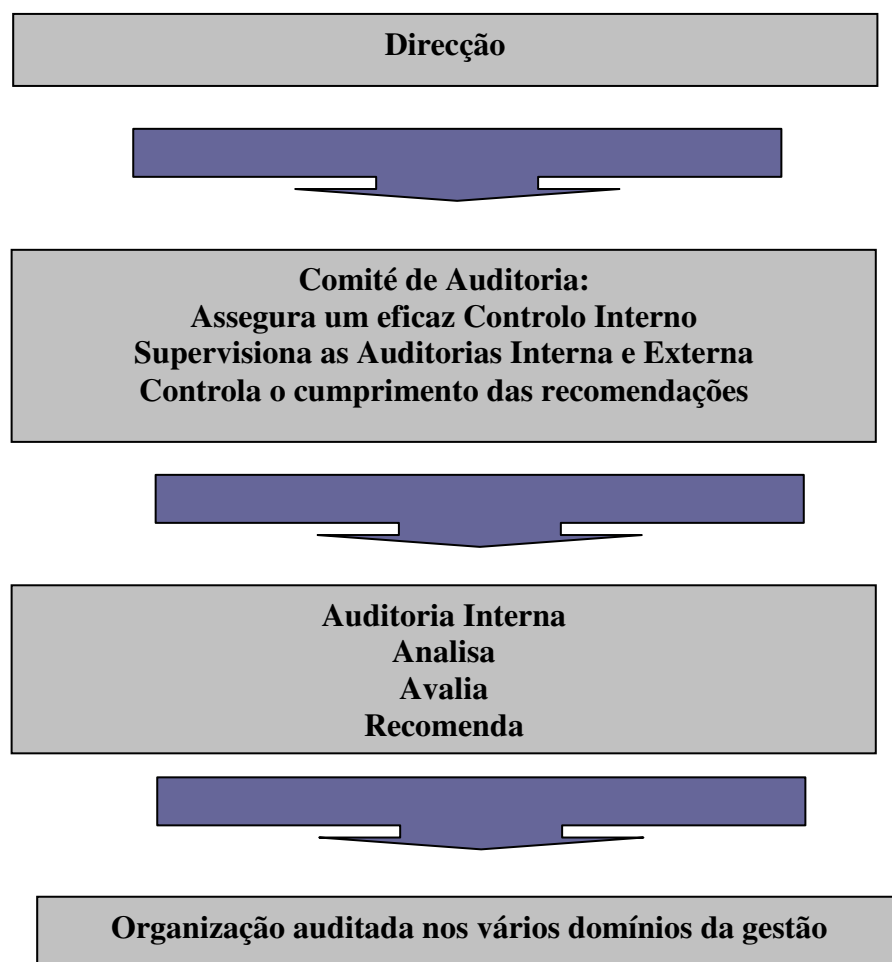 Direcção
Comité de Auditoria:
Assegura um eficaz Controlo Interno
Supervisiona as Auditorias Interna e Externa
Controla o cumprimento das recomendações
Auditoria Interna
Analisa
Avalia
Recomenda
Organização auditada nos vários domínios da gestão